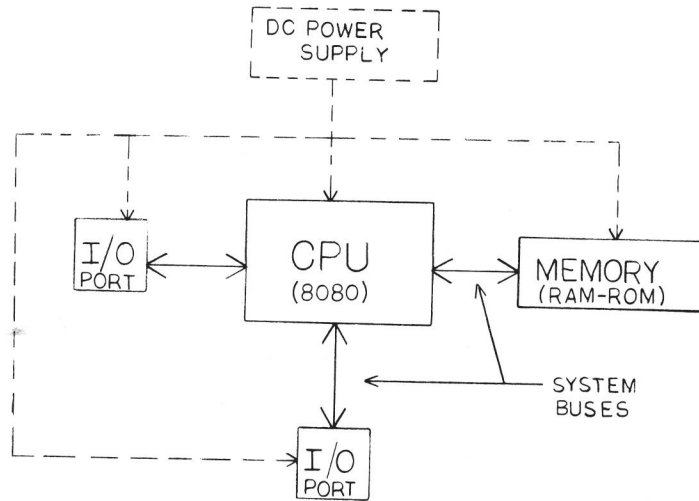 DC POWER
SUPPLY
I/O
PORT
CPU
(8080)
MEMORY
(RAM-ROM)
SYSTEM
BUSES
I/O
PORT